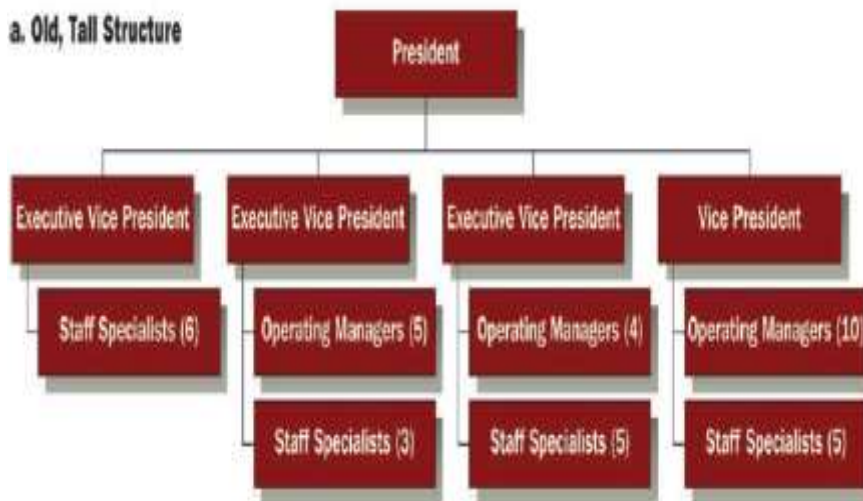 a. Old, Tall Structure
President
Executive Vice President
Executive Vice President
Executive Vice President
Vice President
Staff Specialists (6)
Operating Managers (5)
Operating Managers (4)
Operating Managers (10)
Staff Specialists (3)
Staff Specialists (5)
Staff Specialists (5)